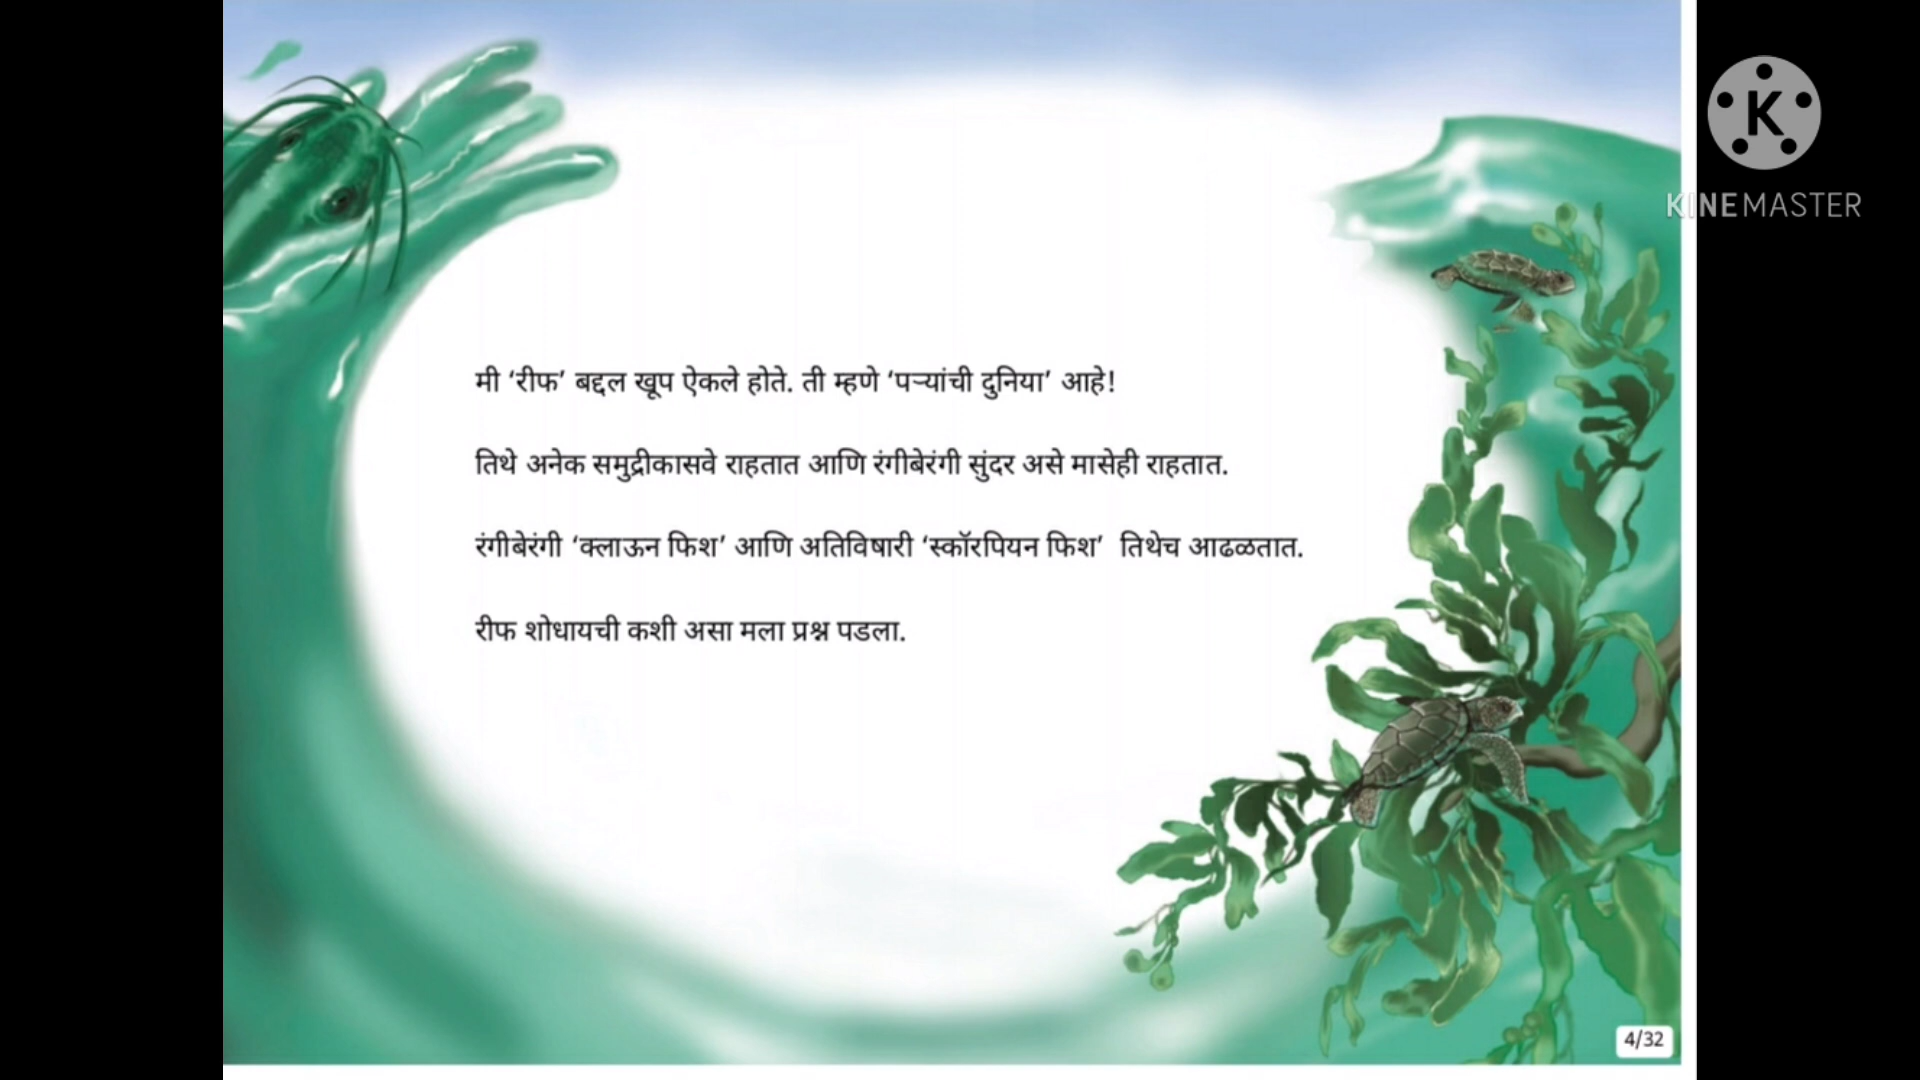 K
KINEMASTER
मी ‘रीफ’ बद्दल खूप ऐकले होते. ती म्हणे ‘पऱ्यांची दुनिया’ आहे!
तिथे अनेक समुद्रीकासवे राहतात आणि रंगीबेरंगी सुंदर असे मासेही राहतात.
रंगीबेरंगी ‘क्लाऊन फिश’ आणि अतिविषारी ‘स्कॉरपियन फिश’ तिथेच आढळतात.
रीफ शोधायची कशी असा मला प्रश्न पडला.
4/32